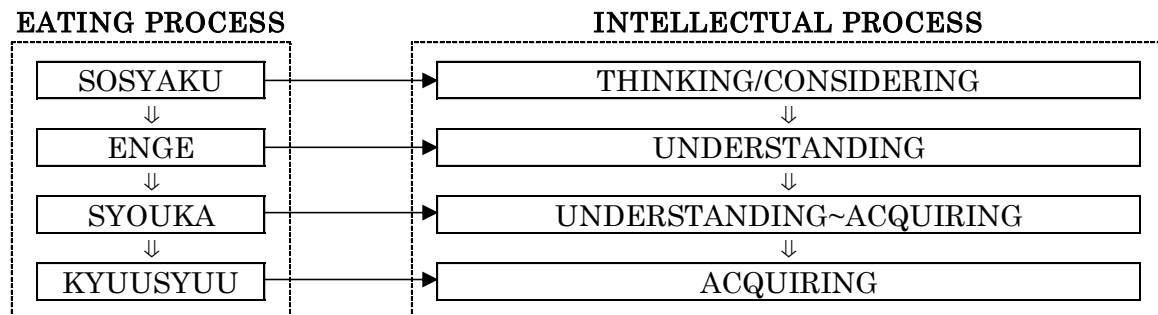 EATING PROCESS INTELLECTUAL PROCESS
SOSYAKU THINKING/CONSIDERING
⇓ ⇓
ENGE UNDERSTANDING
⇓ ⇓
SYOUKA UNDERSTANDING~ACQUIRING
⇓ ⇓
KYUUSYUU ACQUIRING